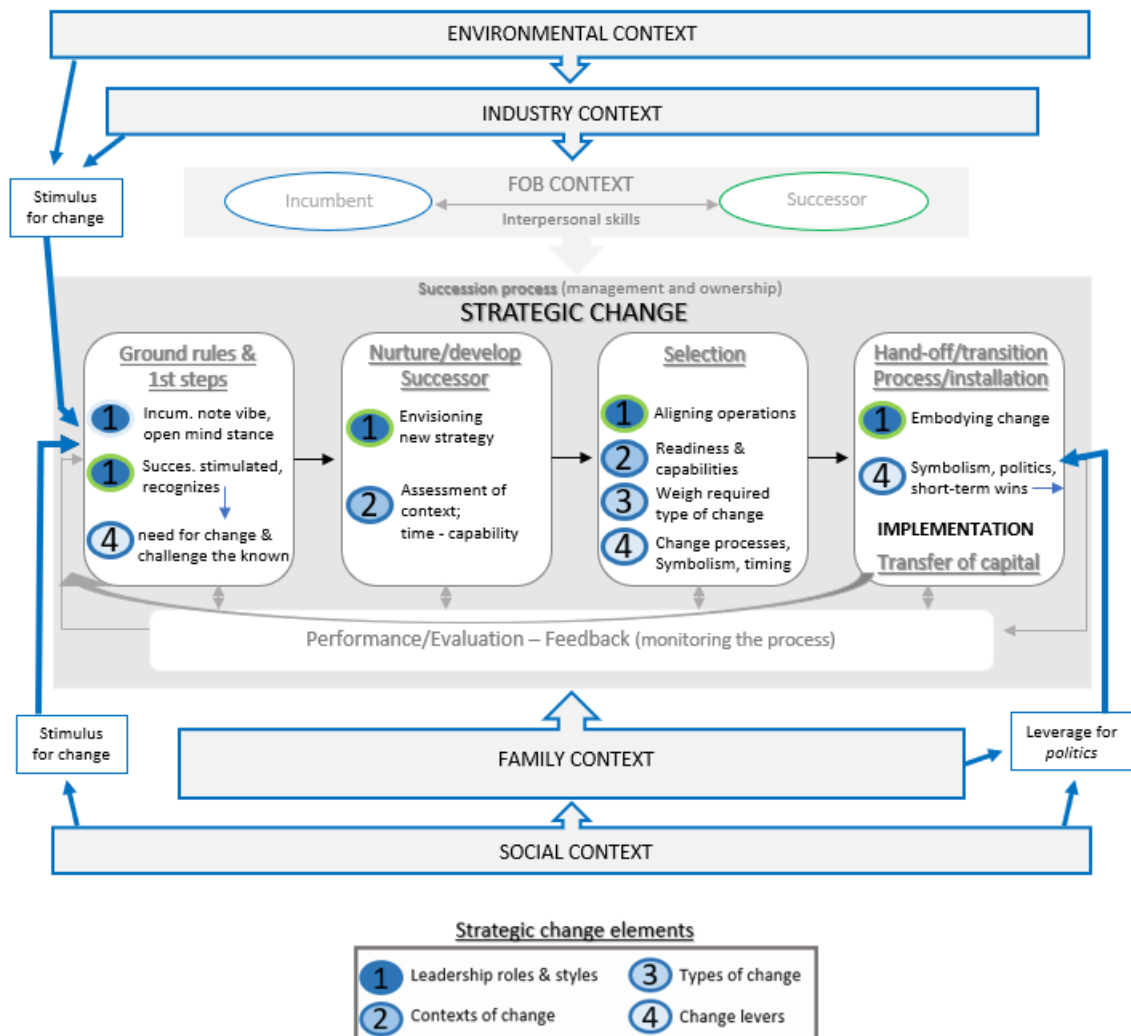 ENVIRONMENTAL CONTEXT
INDUSTRY CONTEXT
Stimulus
for change
FOB CONTEXT
Incumbent
Successor
Interpersonal skills
Succession process (management and ownership)
STRATEGIC CHANGE
Ground rules &
1st steps
1 Incum. note vibe,
open mind stance
1 Succes. stimulated,
recognizes
4 need for change &
challenge the known
Nurture/develop
Successor
1 Envisioning
new strategy
2 Assessment of
context;
time - capability
Selection
1 Aligning operations
2 Readiness &
capabilities
3 Weigh required
type of change
4 Change processes,
Symbolism, timing
Hand-off/transition
Process/installation
1 Embodying change
4 Symbolism, politics,
short-term wins
IMPLEMENTATION
Transfer of capital
Performance/Evaluation – Feedback (monitoring the process)
Stimulus
for change
FAMILY CONTEXT
Leverage for
politics
SOCIAL CONTEXT
Strategic change elements
1 Leadership roles & styles
3 Types of change
2 Contexts of change
4 Change levers